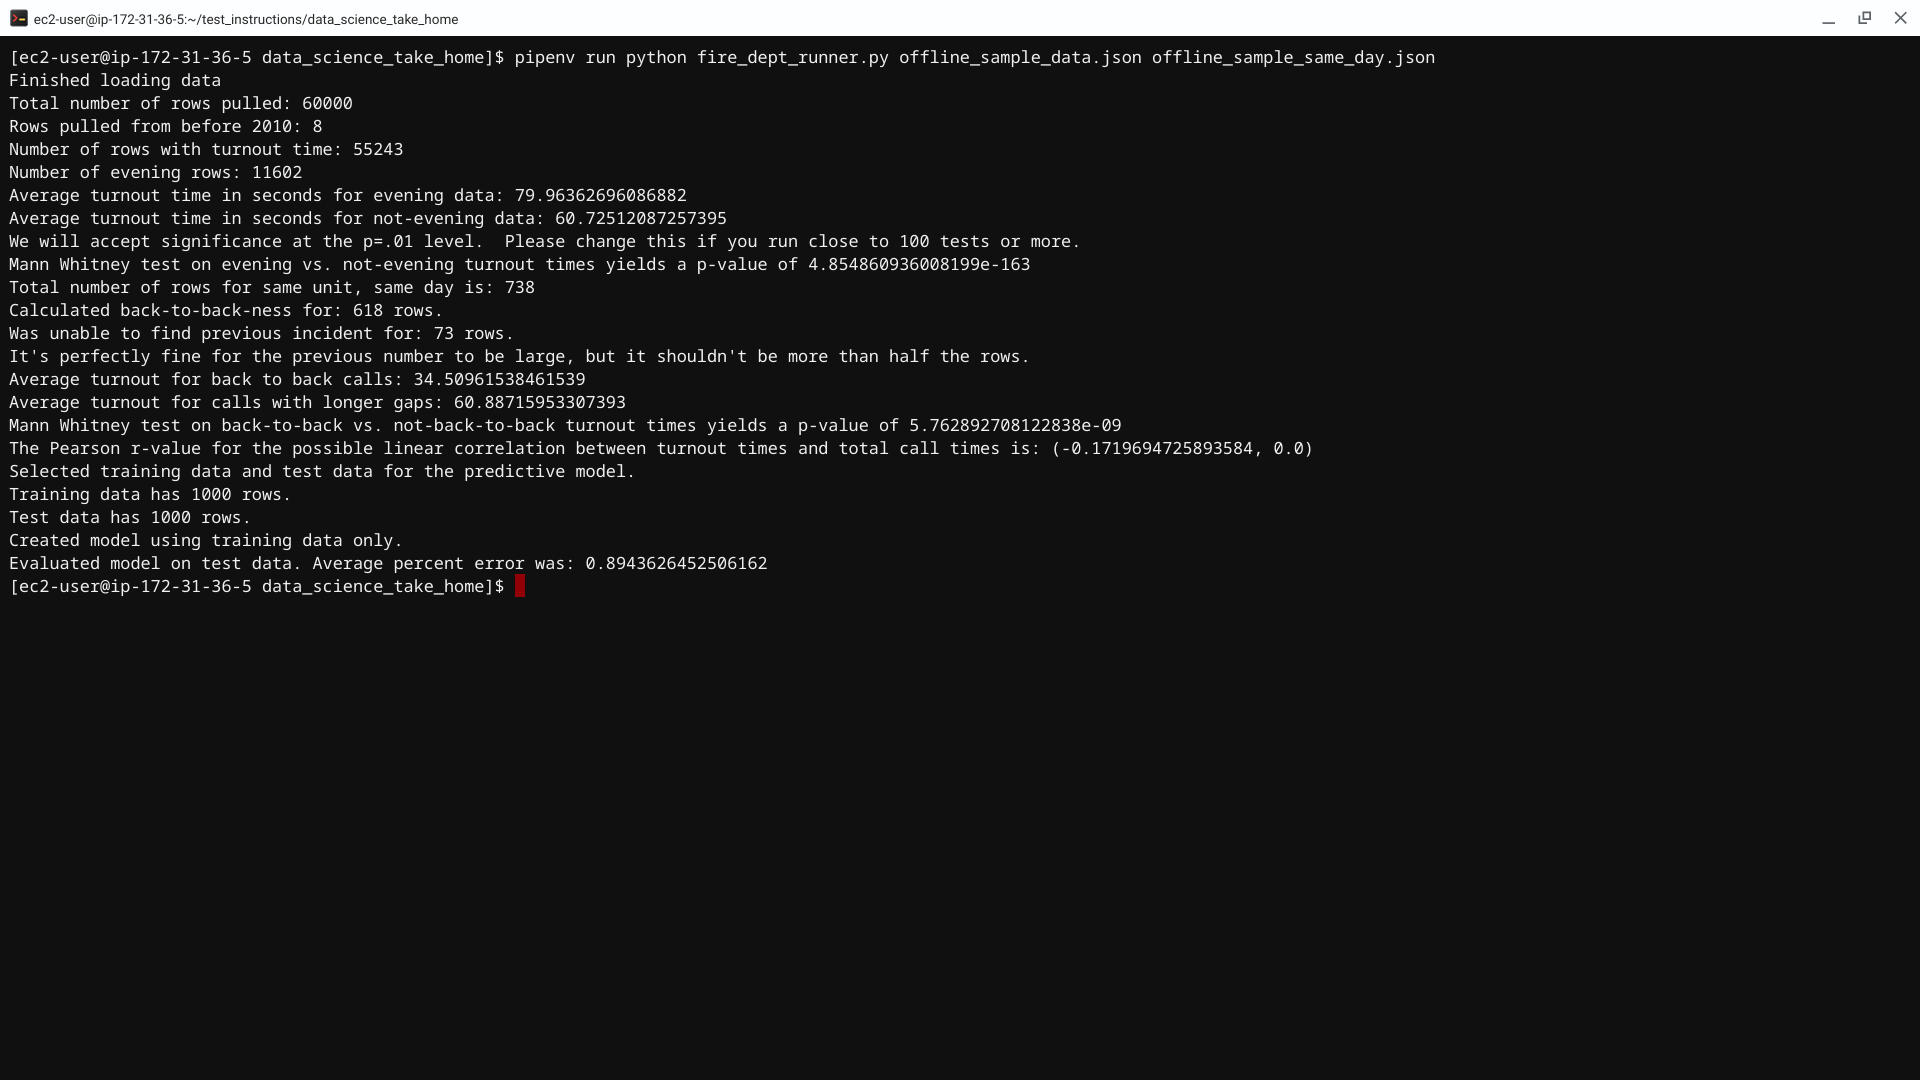 ec2-user@ip-172-31-36-5:~/test_instructions/data_science_take_home
[ec2-user@ip-172-31-36-5 data_science_take_home]$ pipenv run python fire_dept_runner.py offline_sample_data.json offline_sample_same_day.json
Finished loading data
Total number of rows pulled: 60000
Rows pulled from before 2010: 8
Number of rows with turnout time: 55243
Number of evening rows: 11602
Average turnout time in seconds for evening data: 79.96362696086882
Average turnout time in seconds for not-evening data: 60.72512087257395
We will accept significance at the p=.01 level.  Please change this if you run close to 100 tests or more.
Mann Whitney test on evening vs. not-evening turnout times yields a p-value of 4.854860936008199e-163
Total number of rows for same unit, same day is: 738
Calculated back-to-back-ness for: 618 rows.
Was unable to find previous incident for: 73 rows.
It's perfectly fine for the previous number to be large, but it shouldn't be more than half the rows.
Average turnout for back to back calls: 34.50961538461539
Average turnout for calls with longer gaps: 60.88715953307393
Mann Whitney test on back-to-back vs. not-back-to-back turnout times yields a p-value of 5.762892708122838e-09
The Pearson r-value for the possible linear correlation between turnout times and total call times is: (-0.1719694725893584, 0.0)
Selected training data and test data for the predictive model.
Training data has 1000 rows.
Test data has 1000 rows.
Created model using training data only.
Evaluated model on test data. Average percent error was: 0.8943626452506162
[ec2-user@ip-172-31-36-5 data_science_take_home]$